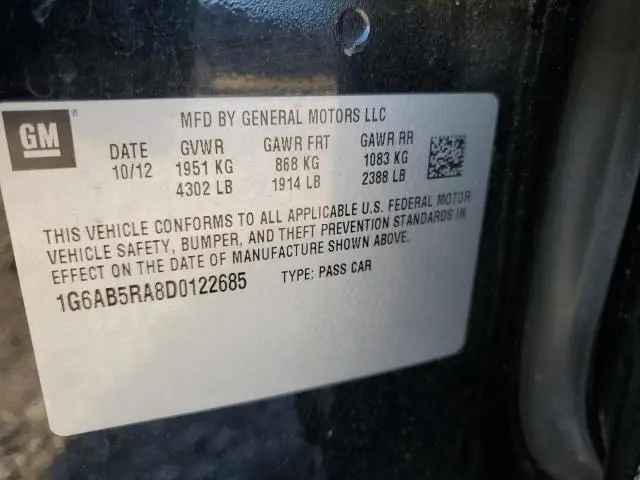 GM
MFD BY GENERAL MOTORS LLC
DATE GVWR GAWR FRT GAWR RR
10/12 1951 KG 868 KG 1083 KG
4302 LB 1914 LB 2388 LB
THIS VEHICLE CONFORMS TO ALL APPLICABLE U.S. FEDERAL MOTOR
VEHICLE SAFETY, BUMPER, AND THEFT PREVENTION STANDARDS IN
EFFECT ON THE DATE OF MANUFACTURE SHOWN ABOVE.
1G6AB5RA8D0122685 TYPE: PASS CAR